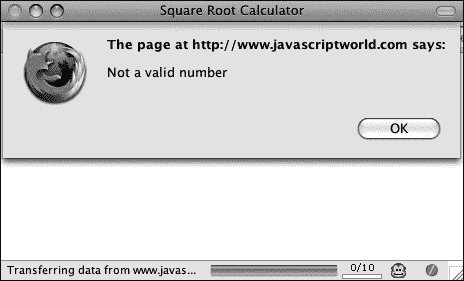 Square Root Calculator
The page at http://www.javascriptworld.com says:
Not a valid number
OK
Transferring data from www.javas...
0/10